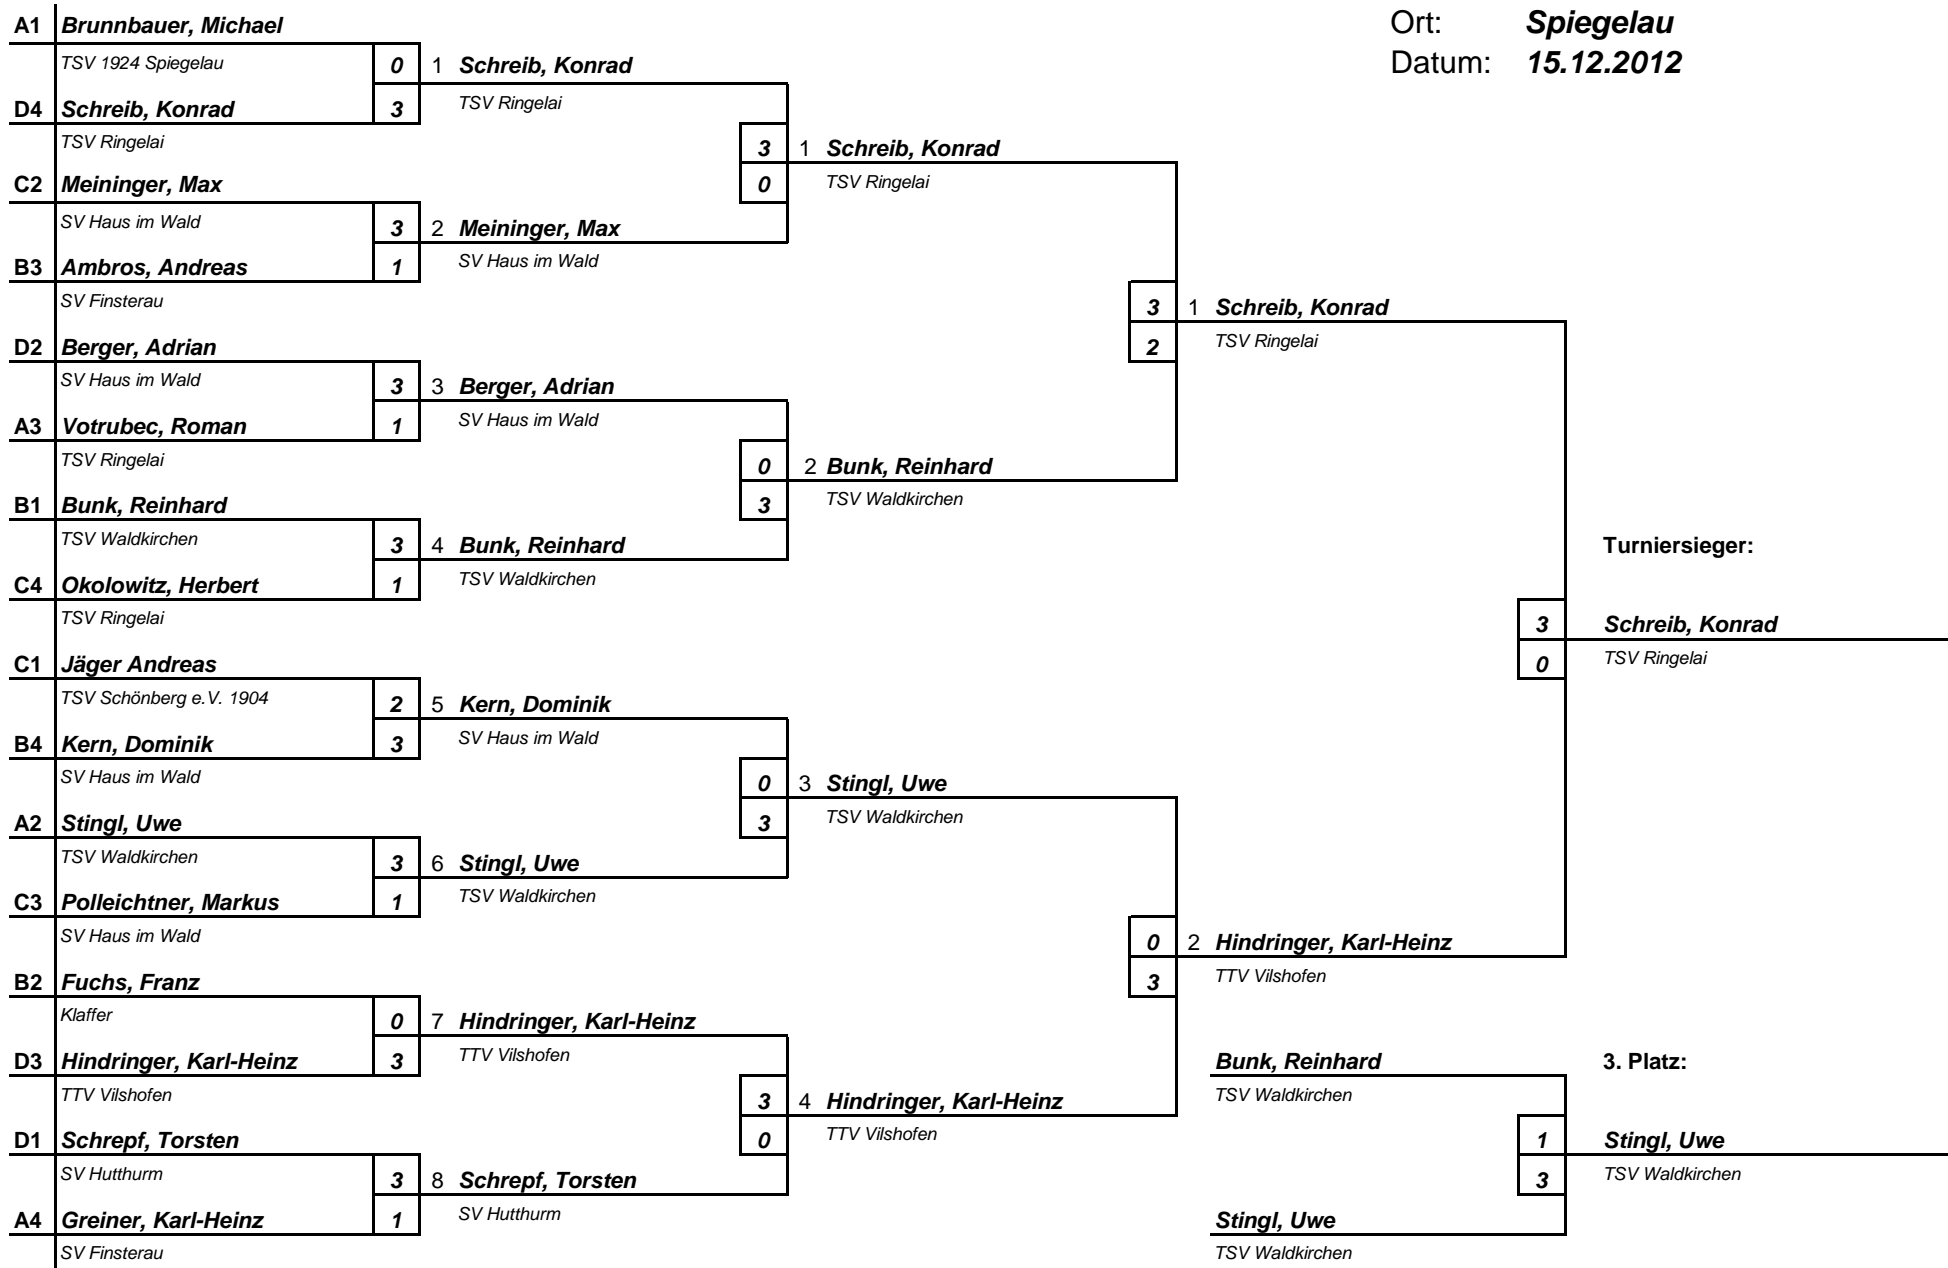 A1 Brunnbauer, Michael
Ort: Spiegelau
TSV 1924 Spiegelau 0 1 Schreib, Konrad
Datum: 15.12.2012
D4 Schreib, Konrad 3 TSV Ringelai
TSV Ringelai 3 1 Schreib, Konrad
C2 Meininger, Max 0 TSV Ringelai
SV Haus im Wald 3 2 Meininger, Max
B3 Ambros, Andreas 1 SV Haus im Wald
SV Finsterau 3 1 Schreib, Konrad
D2 Berger, Adrian 2 TSV Ringelai
SV Haus im Wald 3 3 Berger, Adrian
A3 Votrubec, Roman 1 SV Haus im Wald
TSV Ringelai 0 2 Bunk, Reinhard
B1 Bunk, Reinhard 3 TSV Waldkirchen
TSV Waldkirchen 3 4 Bunk, Reinhard Turniersieger:
C4 Okolowitz, Herbert 1 TSV Waldkirchen
TSV Ringelai 3 Schreib, Konrad
C1 Jäger Andreas 0 TSV Ringelai
TSV Schönberg e.V. 1904 2 5 Kern, Dominik
B4 Kern, Dominik 3 SV Haus im Wald
SV Haus im Wald 0 3 Stingl, Uwe
A2 Stingl, Uwe 3 TSV Waldkirchen
TSV Waldkirchen 3 6 Stingl, Uwe
C3 Polleichtner, Markus 1 TSV Waldkirchen
SV Haus im Wald 0 2 Hindringer, Karl-Heinz
B2 Fuchs, Franz 3 TTV Vilshofen
Klaffer 0 7 Hindringer, Karl-Heinz
D3 Hindringer, Karl-Heinz 3 TTV Vilshofen Bunk, Reinhard 3. Platz:
TTV Vilshofen 3 4 Hindringer, Karl-Heinz TSV Waldkirchen
D1 Schrepf, Torsten 0 TTV Vilshofen 1 Stingl, Uwe
SV Hutthurm 3 8 Schrepf, Torsten 3 TSV Waldkirchen
A4 Greiner, Karl-Heinz 1 SV Hutthurm Stingl, Uwe
SV Finsterau TSV Waldkirchen